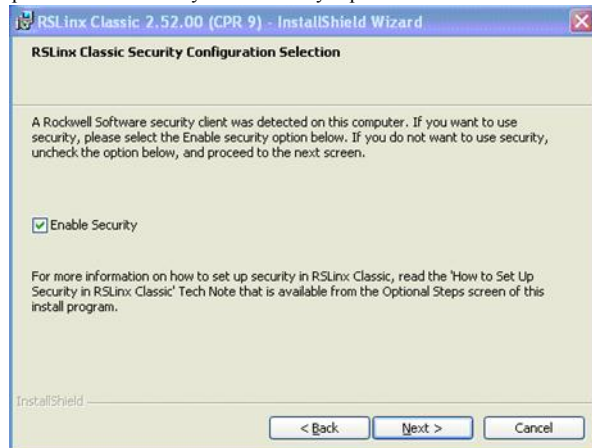 RSLinx Classic 2.52.00 (CPR 9) - InstallShield Wizard
RSLinx Classic Security Configuration Selection
A Rockwell Software security client was detected on this computer. If you want to use
security, please select the Enable security option below. If you do not want to use security,
uncheck the option below, and proceed to the next screen.
Enable Security
For more information on how to set up security in RSLinx Classic, read the 'How to Set Up
Security in RSLinx Classic' Tech Note that is available from the Optional Steps screen of this
install program.
InstallShield
< Back Next > Cancel